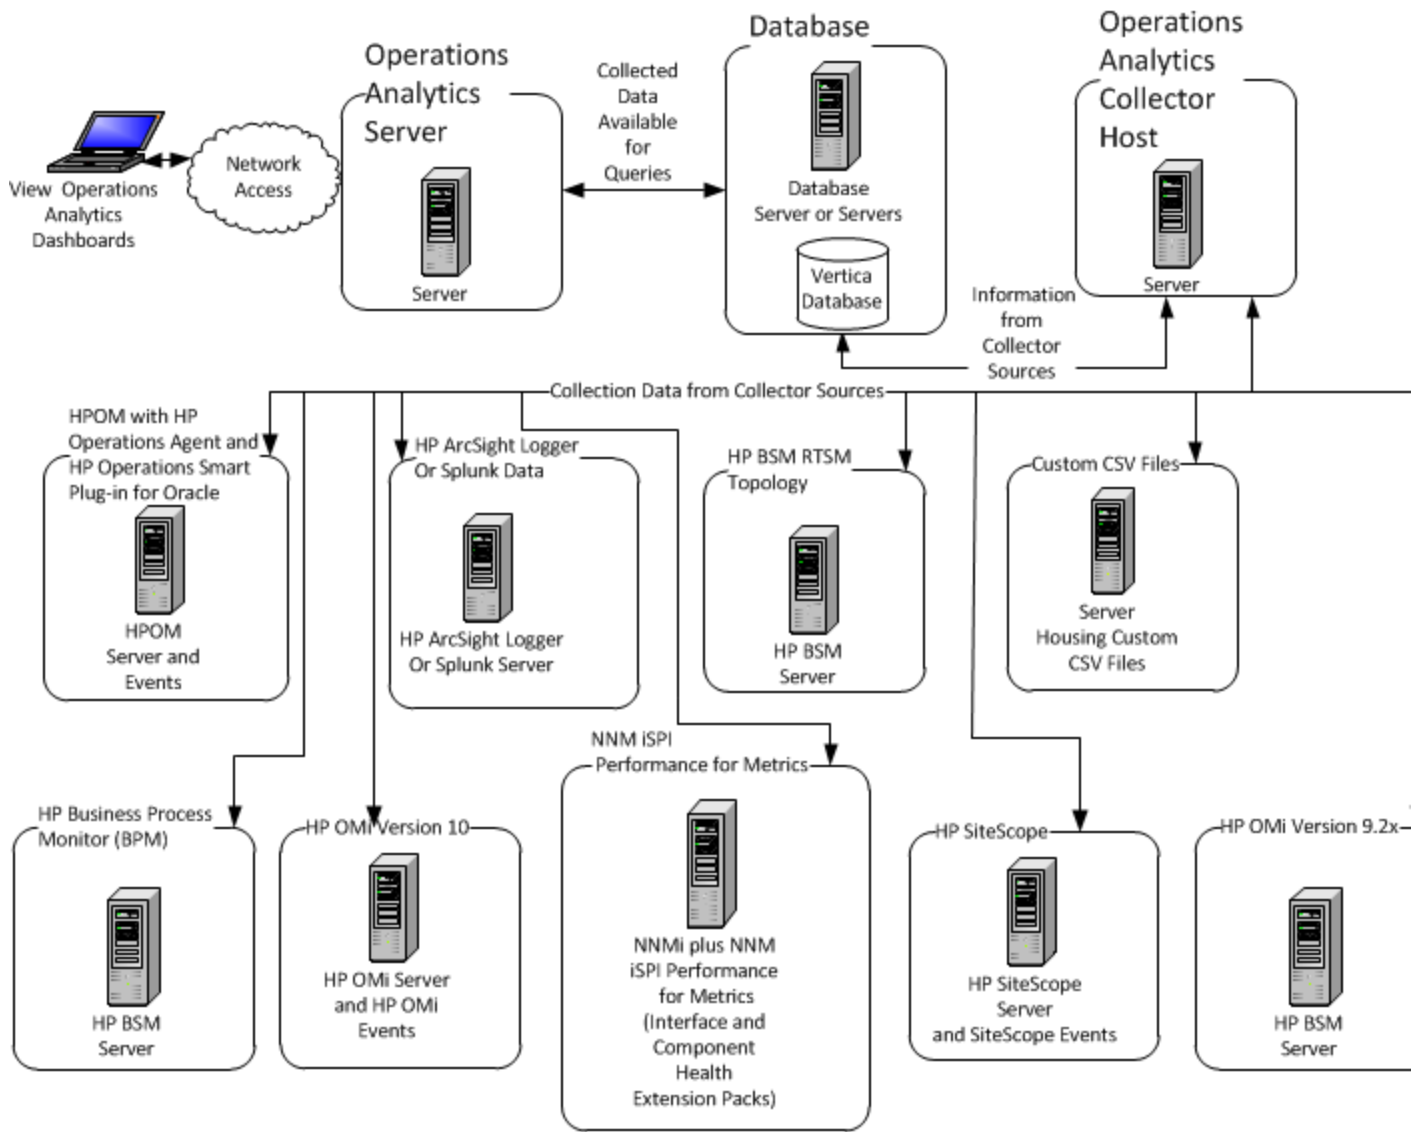 Operations
Analytics
Server
Server
Collected
Data
Available
for
Queries
Database
Database
Server or Servers
Vertica
Database
Operations
Analytics
Collector
Host
Server
View Operations
Analytics
Dashboards
Network
Access
Information
from
Collector
Sources
Collection Data from Collector Sources
HPOM with HP
Operations Agent and
HP Operations Smart
Plug-in for Oracle
HPOM
Server and
Events
HP ArcSight Logger
Or Splunk Data
HP ArcSight Logger
Or Splunk Server
HP BSM RTSM
Topology
HP BSM
Server
Custom CSV Files
Server
Housing Custom
CSV Files
HP Business Process
Monitor (BPM)
HP BSM
Server
HP OMi Version 10
HP OMi Server
and HP OMi
Events
NNM iSPI
Performance for Metrics
NNMi plus NNM
iSPI Performance
for Metrics
(Interface and
Component
Health
Extension Packs)
HP SiteScope
HP SiteScope
Server
and SiteScope Events
HP OMi Version 9.2x
HP BSM
Server